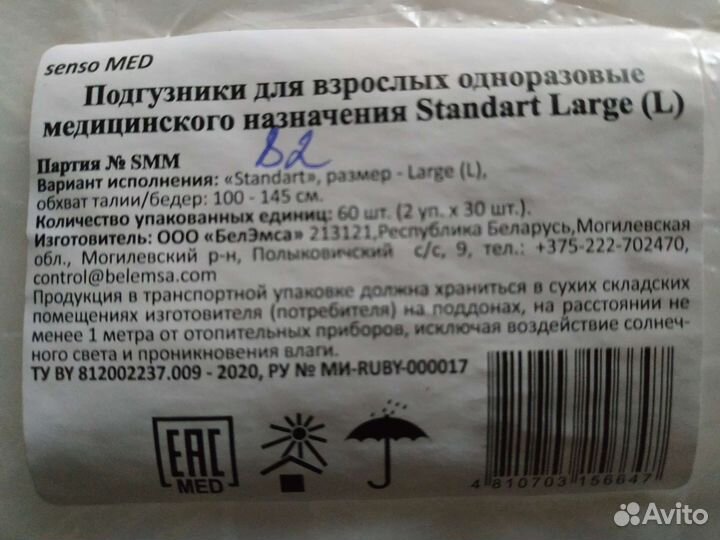 senso MED
Подгузники для взрослых одноразовые
медицинского назначения Standart Large (L)
Партия № SMM 82
Вариант исполнения: «Standart», размер - Large (L),
обхват талии/бедер: 100 - 145 см.
Количество упакованных единиц: 60 шт. (2 уп. х 30 шт.).
Изготовитель: ООО «БелЭмса» 213121,Республика Беларусь,Могилевская
обл., Могилевский р-н, Полыковичский с/с, 9, тел.: +375-222-702470,
control@belemsa.com
Продукция в транспортной упаковке должна храниться в сухих складских
помещениях изготовителя (потребителя) на поддонах, на расстоянии не
менее 1 метра от отопительных приборов, исключая воздействие солнеч-
ного света и проникновения влаги.
ТУ BY 812002237.009 - 2020, РУ № МИ-RUBY-000017
EAC
MED
4 810703 156647
Avito